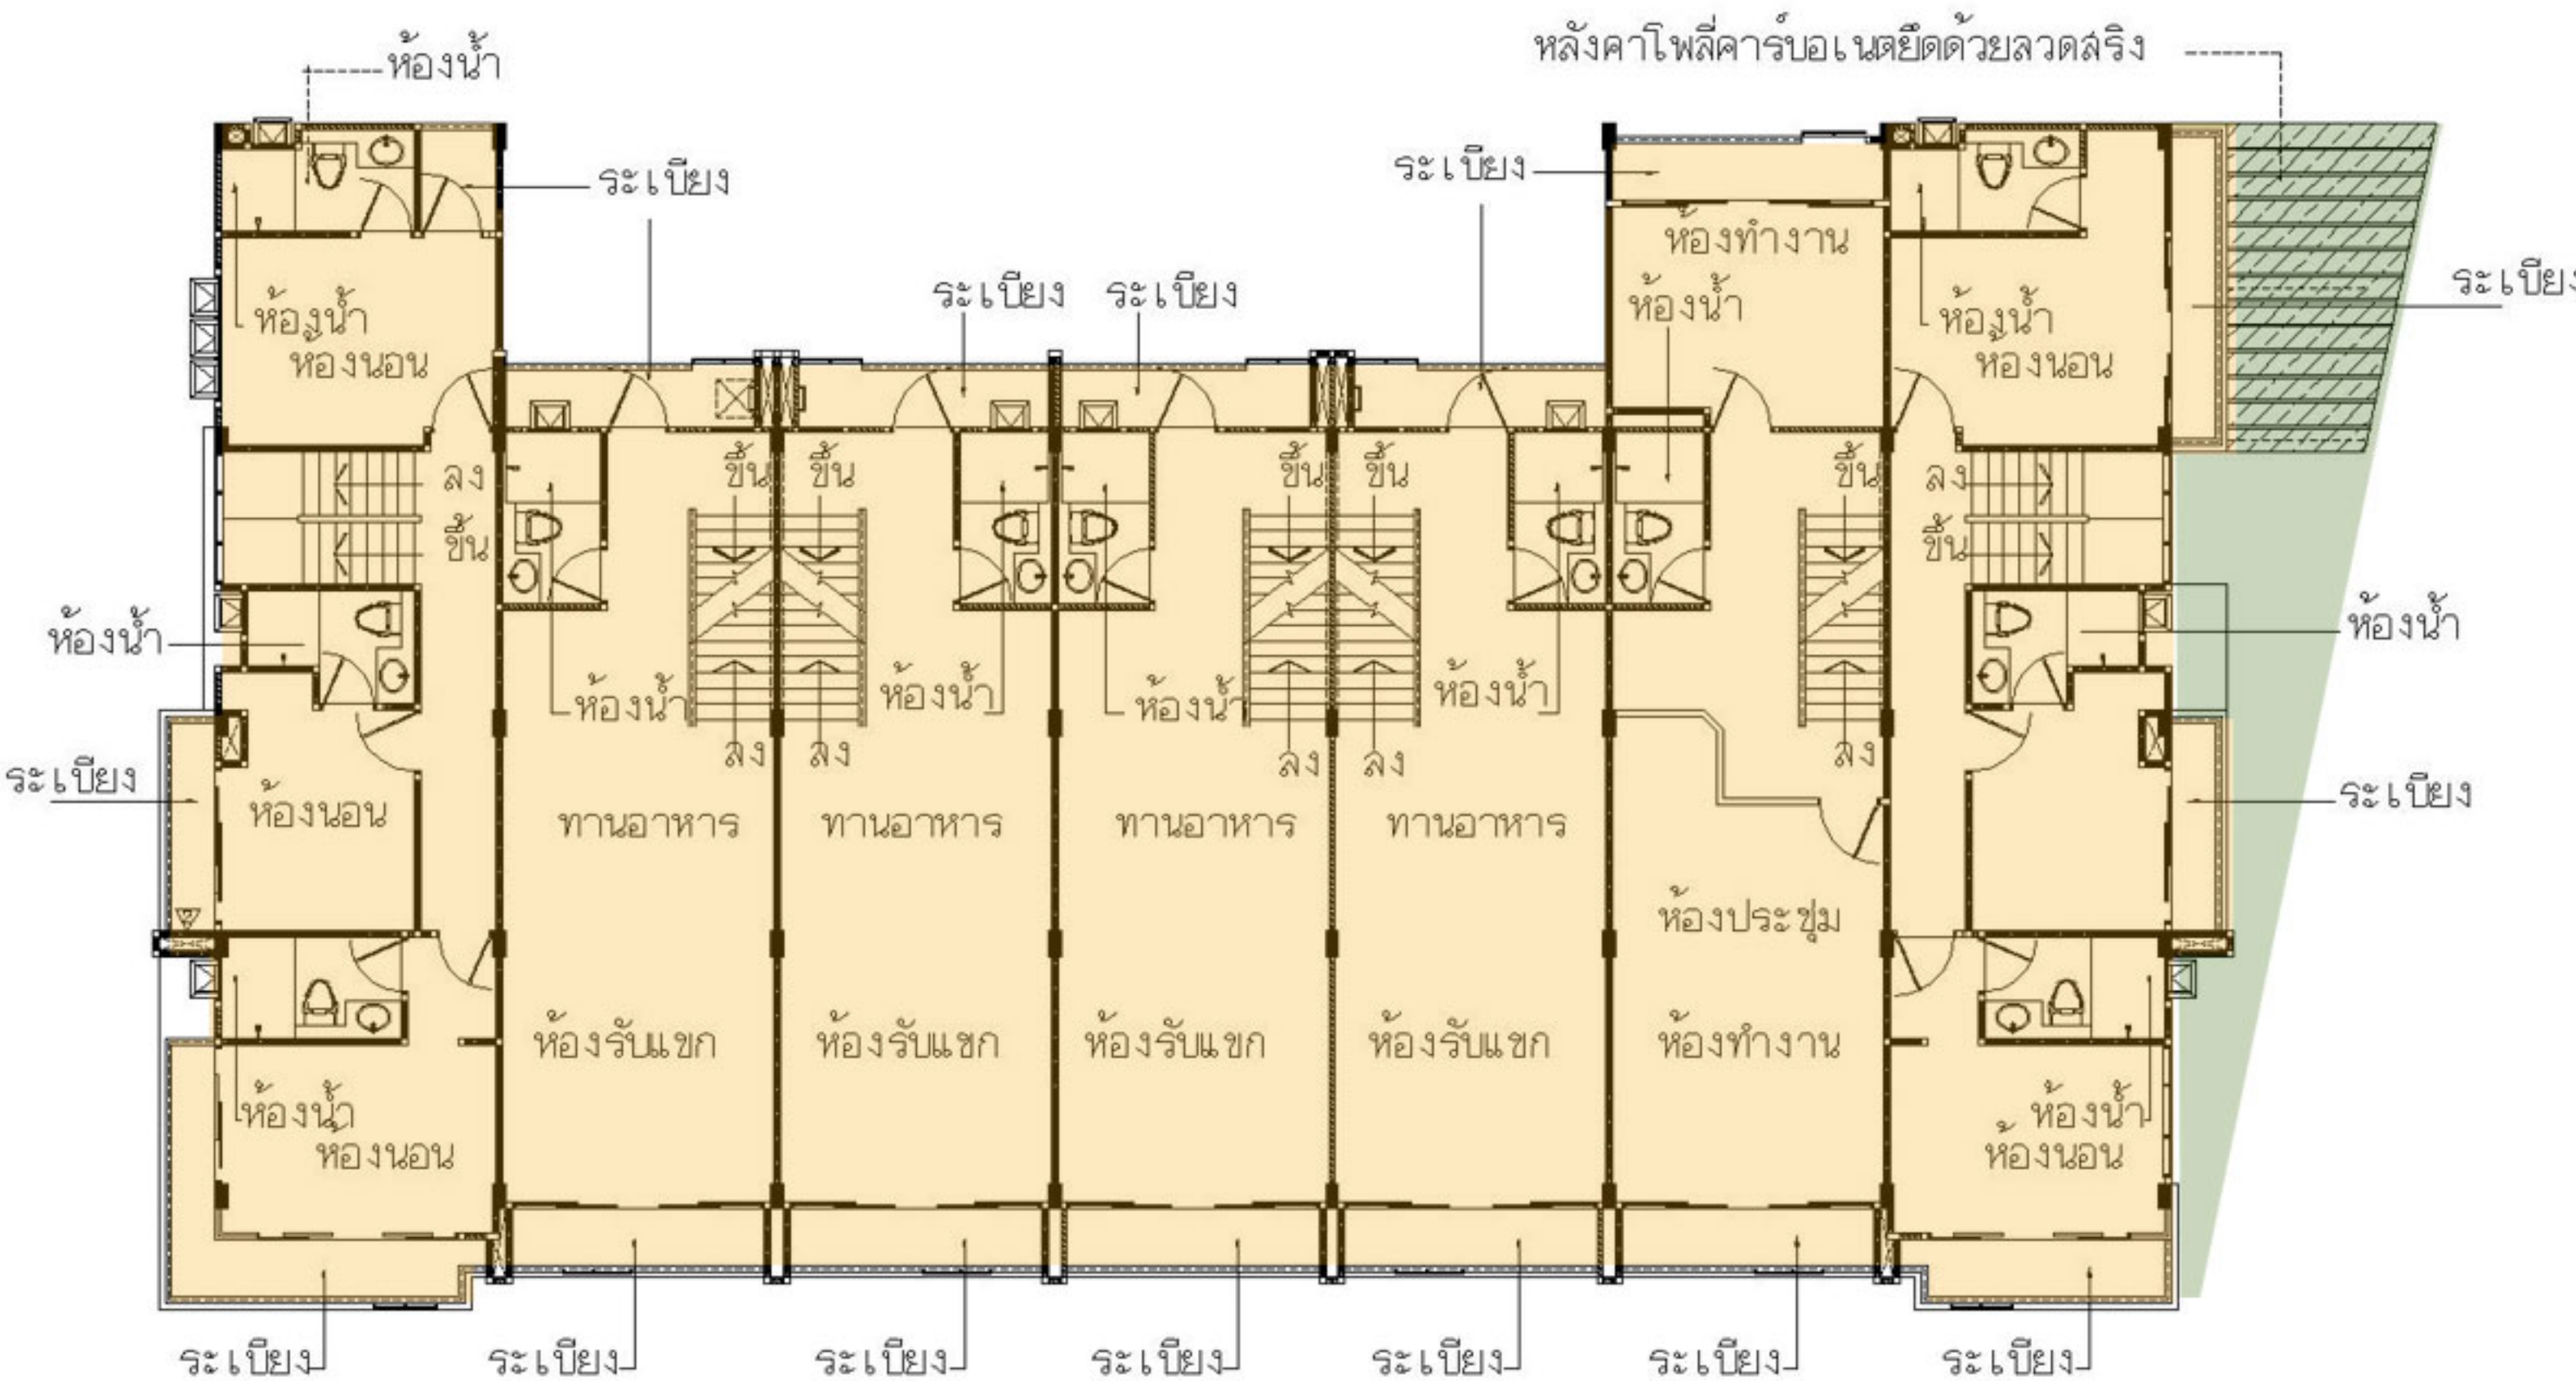 หลังคาโพลี่คาร์บอเนตยึดด้วยลวดสริง
ห้องน้ำ
ระเบียง
ระเบียง
ห้องทำงาน
ระเบียง
ระเบียง
ระเบียง
ห้องน้ำ
ห้องน้ำ
ห้องน้ำ
ห้องนอน
ห้องนอน
ลง
ขึ้น
ขึ้น
ขึ้น
ขึ้น
ขึ้น
ลง
ขึ้น
ขึ้น
ห้องน้ำ
ห้องน้ำ
ห้องน้ำ
ห้องน้ำ
ห้องน้ำ
ห้องน้ำ
ลง
ลง
ลง
ลง
ลง
ระเบียง
ระเบียง
ห้องนอน
ทานอาหาร
ทานอาหาร
ทานอาหาร
ทานอาหาร
ห้องประชุม
ห้องรับแขก
ห้องรับแขก
ห้องรับแขก
ห้องรับแขก
ห้องทำงาน
ห้องน้ำ
ห้องน้ำ
ห้องนอน
ห้องนอน
ระเบียง
ระเบียง
ระเบียง
ระเบียง
ระเบียง
ระเบียง
ระเบียง